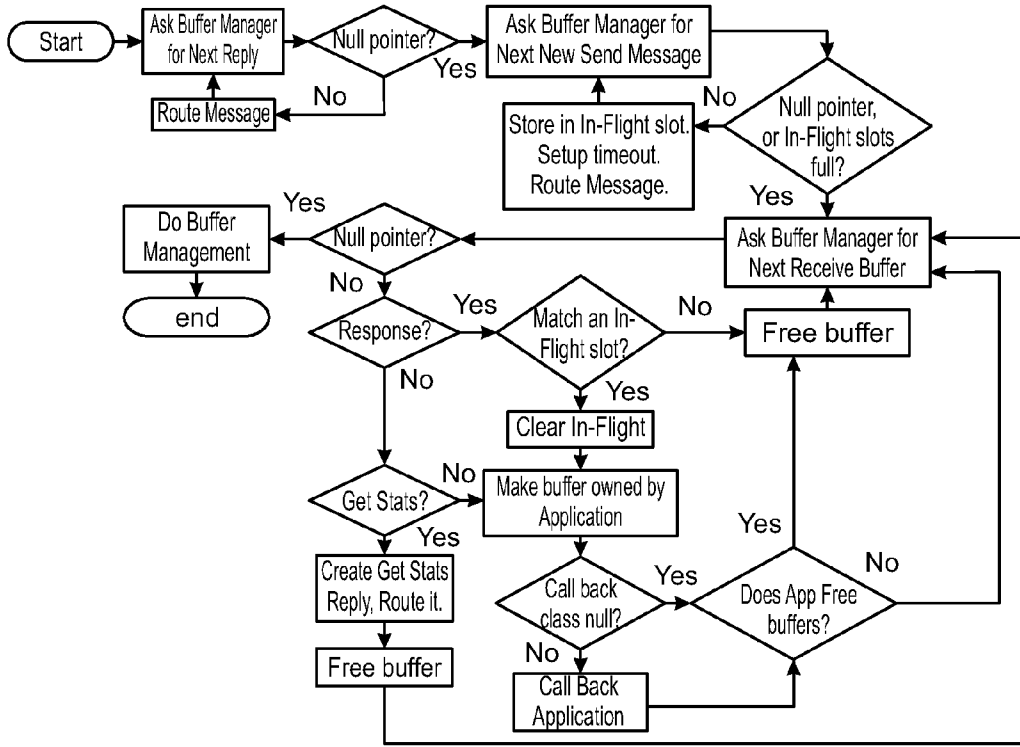 Start
Ask Buffer Manager
for Next Reply
Null pointer?
Yes
No
Route Message
Ask Buffer Manager for
Next New Send Message
Null pointer,
or In-Flight slots
full?
No
Store in In-Flight slot.
Setup timeout.
Route Message.
Yes
Ask Buffer Manager for
Next Receive Buffer
Null pointer?
Yes
Do Buffer
Management
end
No
Response?
Yes
Match an In-
Flight slot?
No
Free buffer
Yes
Clear In-Flight
No
Get Stats?
No
Make buffer owned by
Application
Yes
Create Get Stats
Reply, Route it.
Free buffer
Call back
class null?
Yes
Does App Free
buffers?
Yes
No
No
Call Back
Application